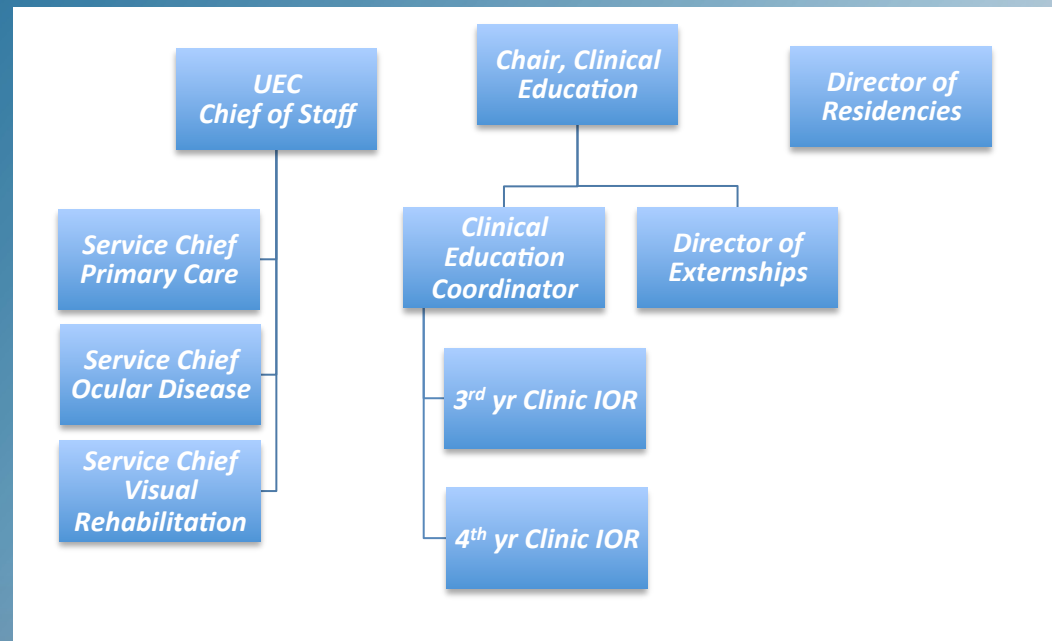 UEC
Chief of Staff
Chair, Clinical
Education
Director of
Residencies
Service Chief
Primary Care
Clinical
Education
Coordinator
Director of
Externships
Service Chief
Ocular Disease
3rd yr Clinic IOR
Service Chief
Visual
Rehabilitation
4th yr Clinic IOR